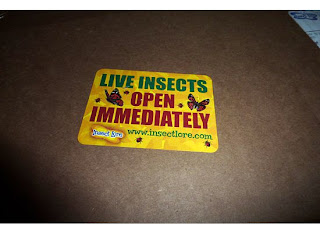 LIVE INSECTS
OPEN
IMMEDIATELY
Insect Lore www.insectlore.com